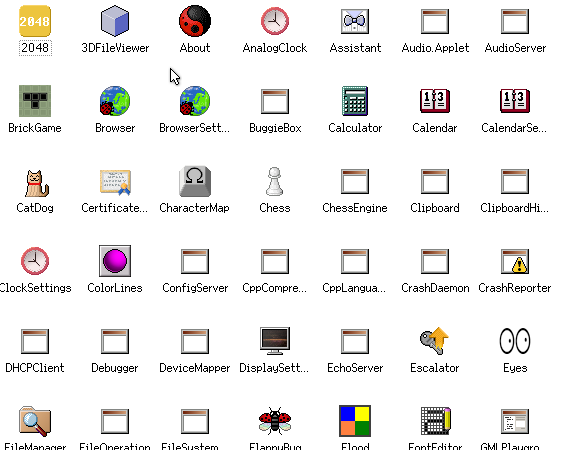 2048
2048 3DFileViewer About AnalogClock Assistant Audio.Applet AudioServer
BrickGame Browser BrowserSett... BuggieBox Calculator Calendar CalendarSe...
CatDog Certificate... CharacterMap Chess ChessEngine Clipboard ClipboardHi...
ClockSettings ColorLines ConfigServer CppCompre... CppLangua... CrashDaemon CrashReporter
DHCPClient Debugger DeviceMapper DisplaySett... EchoServer Escalator Eyes
FileManager FileOperation FileSystem... FlappyBug Flood FontEditor GMLPlaygro...